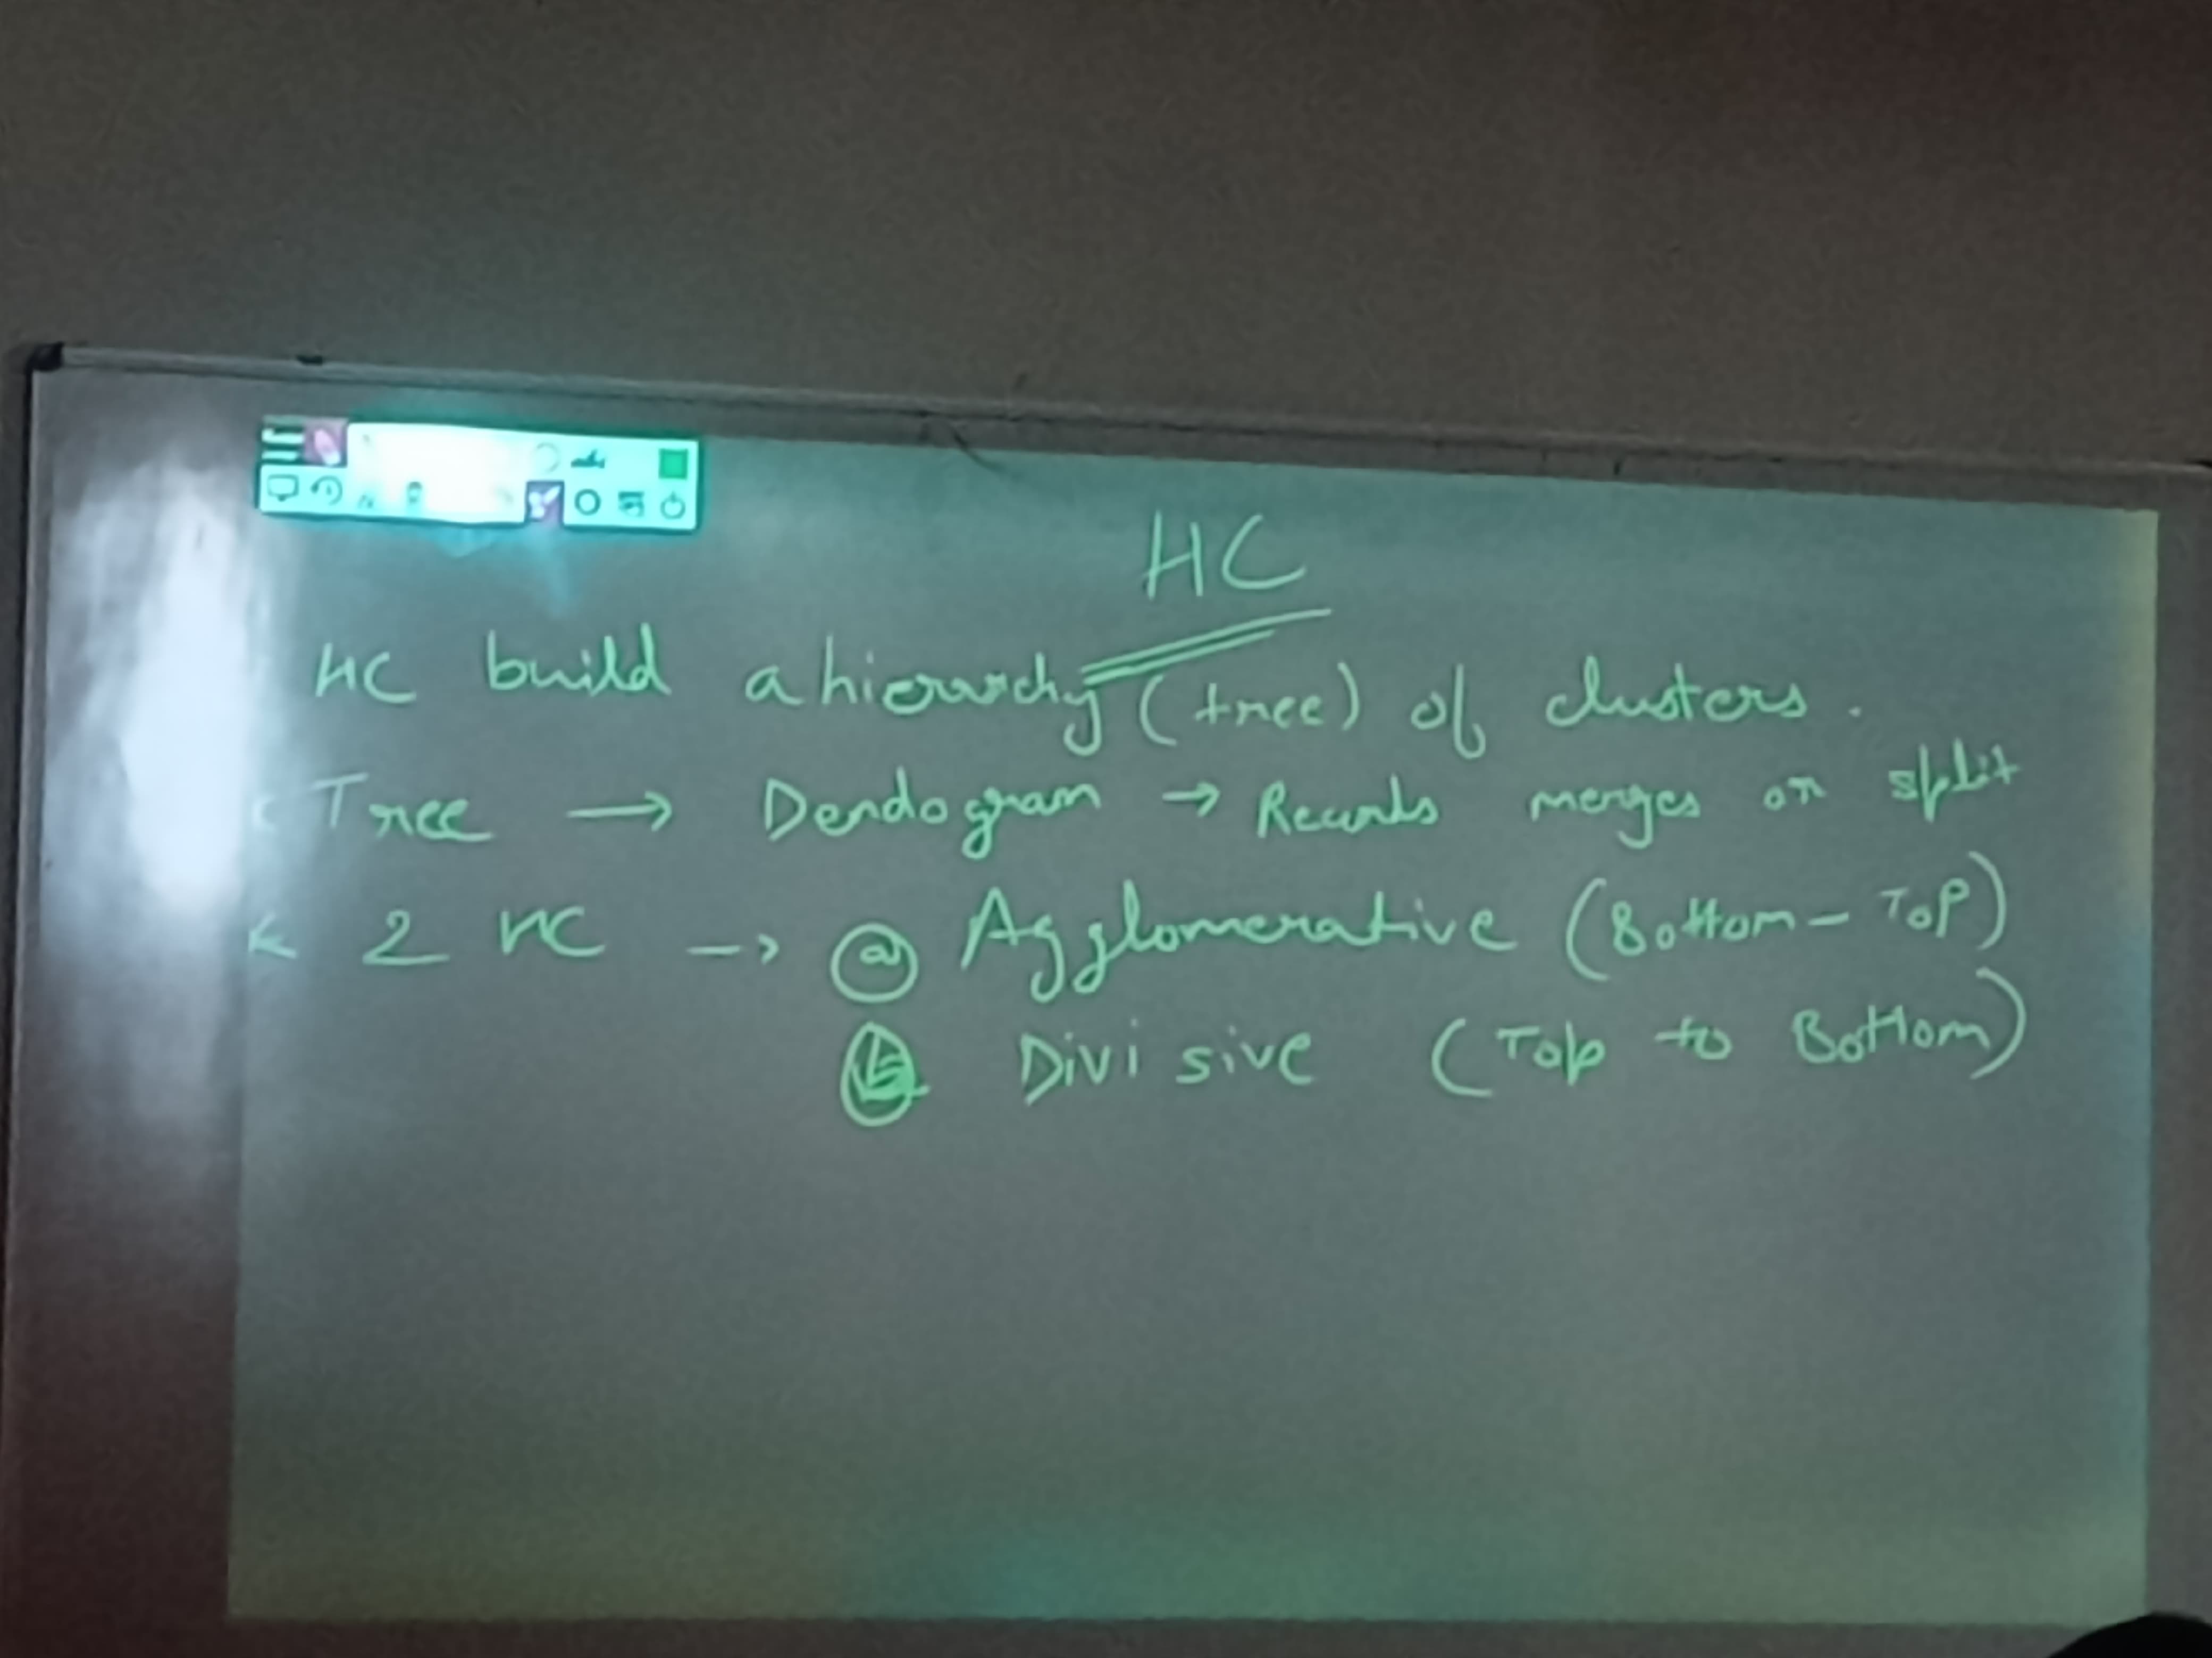 HC
HC build a hierarchy (tree) of clusters.
Tree → Dendogram → Records merges or split
2 HC → ⓐ Agglomerative (Bottom - Top)
ⓑ Divisive (Top to Bottom)